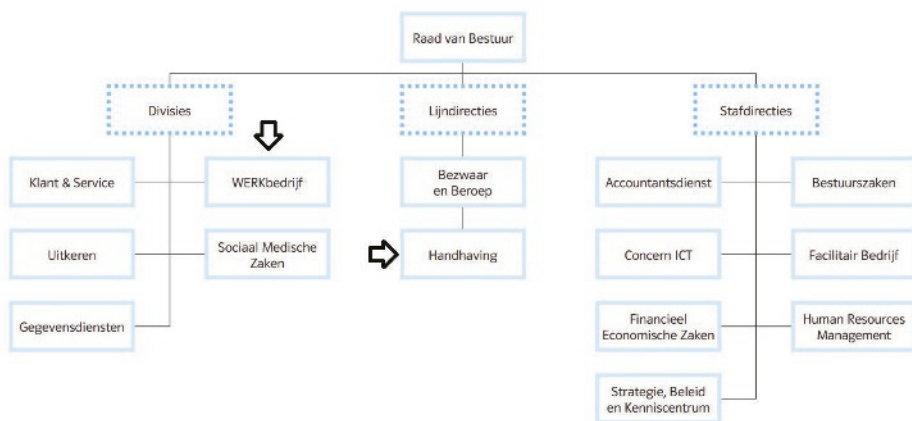 Raad van Bestuur
Divisies
Lijndirecties
Stafdirecties
Klant & Service
WERKbedrijf
Bezwaar
en Beroep
Accountantsdienst
Bestuurszaken
Uitkeren
Sociaal Medische
Zaken
Handhaving
Concern ICT
Facilitair Bedrijf
Gegevensdiensten
Financieel
Economische Zaken
Human Resources
Management
Strategie, Beleid
en Kenniscentrum